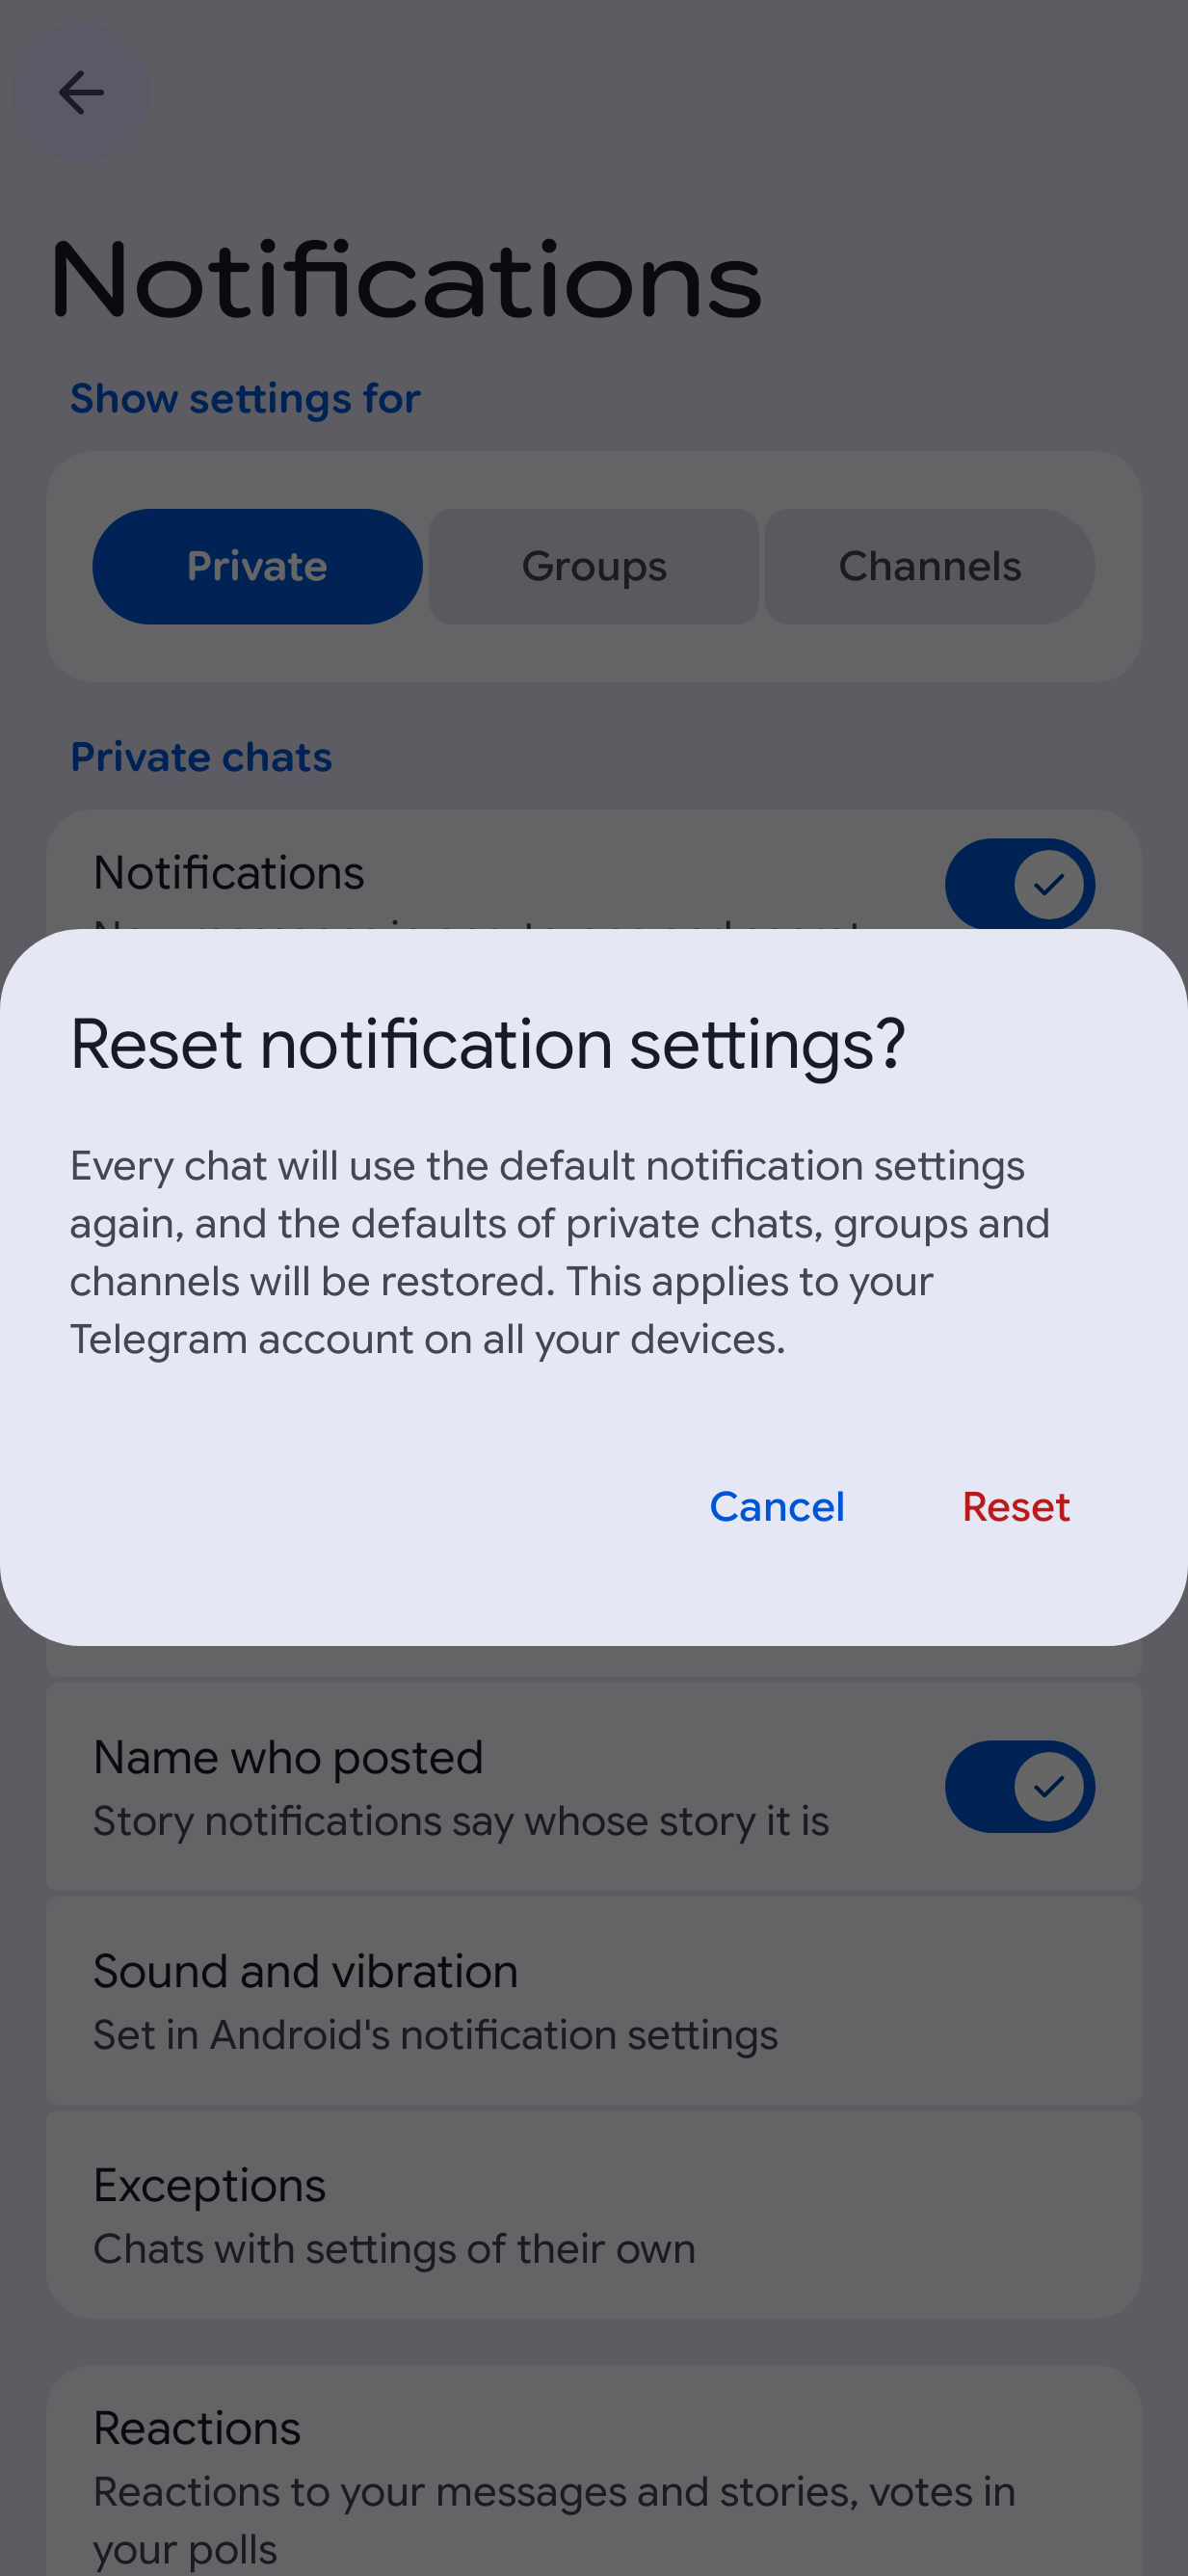 Notifications
Show settings for
Private
Groups
Channels
Private chats
Notifications
Reset notification settings?
Every chat will use the default notification settings
again, and the defaults of private chats, groups and
channels will be restored. This applies to your
Telegram account on all your devices.
Cancel
Reset
Name who posted
Story notifications say whose story it is
Sound and vibration
Set in Android's notification settings
Exceptions
Chats with settings of their own
Reactions
Reactions to your messages and stories, votes in
your polls